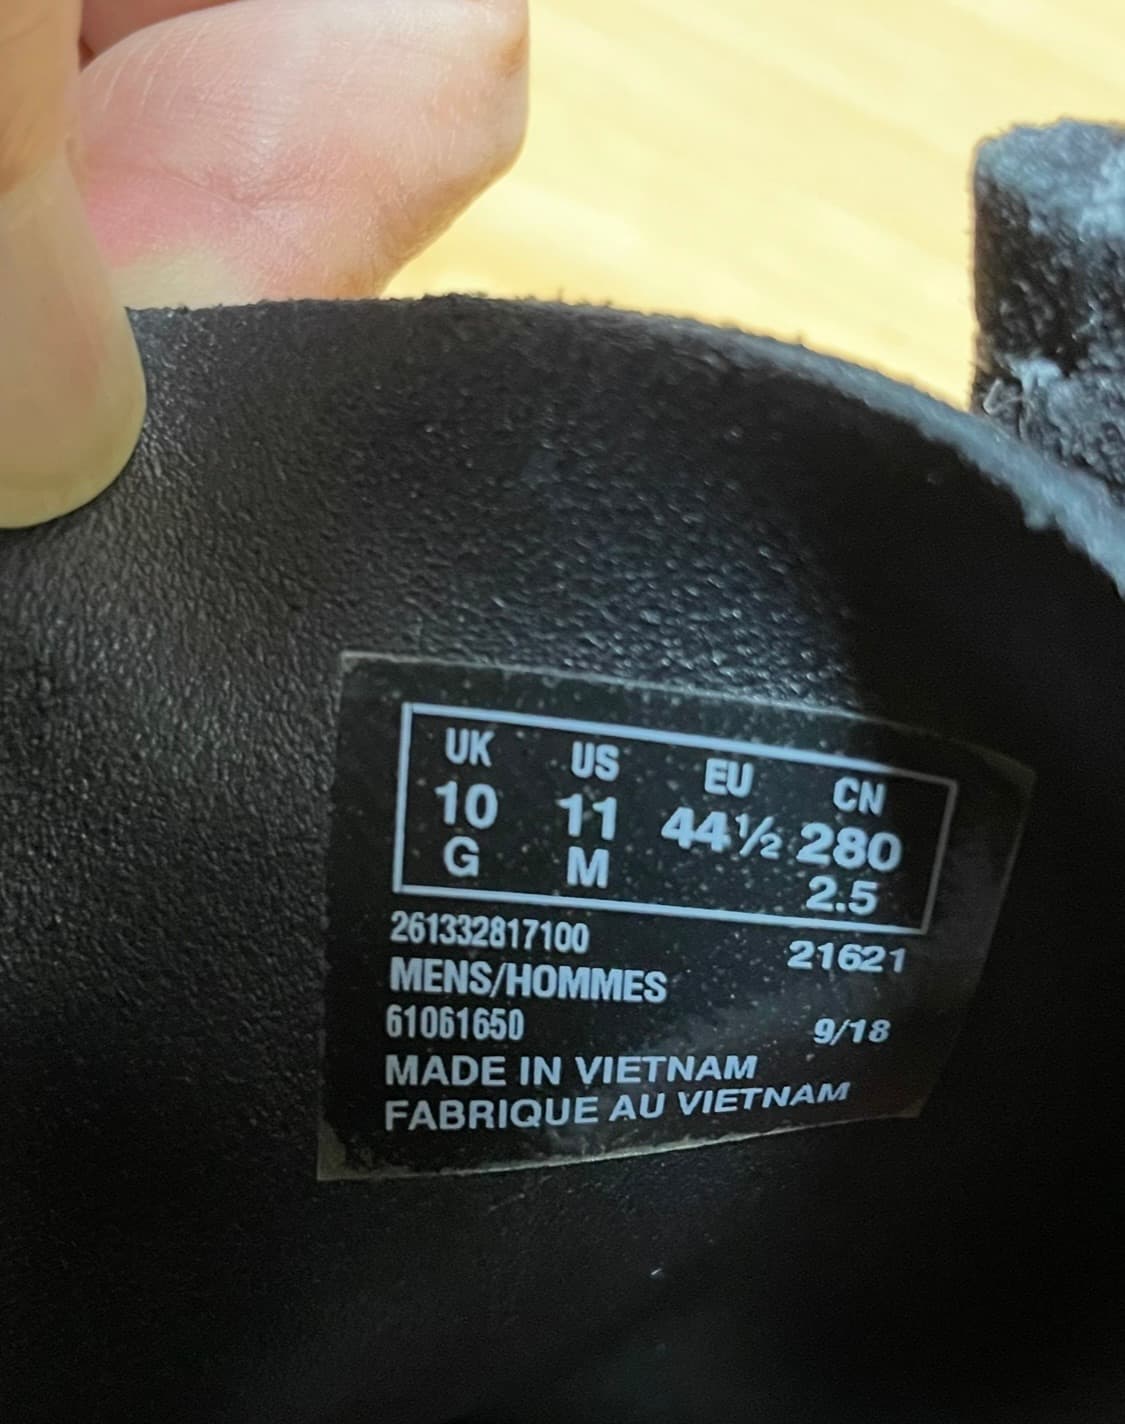 UK US EU CN
10 11 44½ 280
G M 2.5
261332817100 21621
MENS/HOMMES
61061650 9/18
MADE IN VIETNAM
FABRIQUE AU VIETNAM